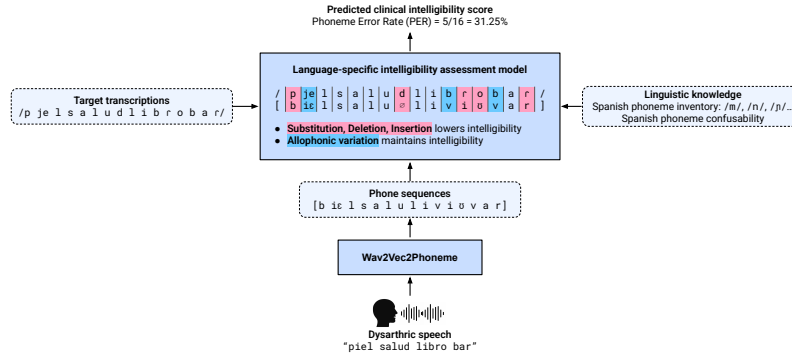 Predicted clinical intelligibility score
Phoneme Error Rate (PER) = 5/16 = 31.25%
Language-specific intelligibility assessment model
/ p je l s a l u d l i b r o b a ɾ /
[ b iɛ l s a l u ∅ l i v i ʊ v a r ]
● Substitution, Deletion, Insertion lowers intelligibility
● Allophonic variation maintains intelligibility
Target transcriptions
/p je l s a l u d l i b r o b a ɾ/
Linguistic knowledge
Spanish phoneme inventory: /m/, /n/, /ɲ/...
Spanish phoneme confusability
Phone sequences
[b iɛ l s a l u l i v i ʊ v a r]
Wav2Vec2Phoneme
Dysarthric speech
"piel salud libro bar"